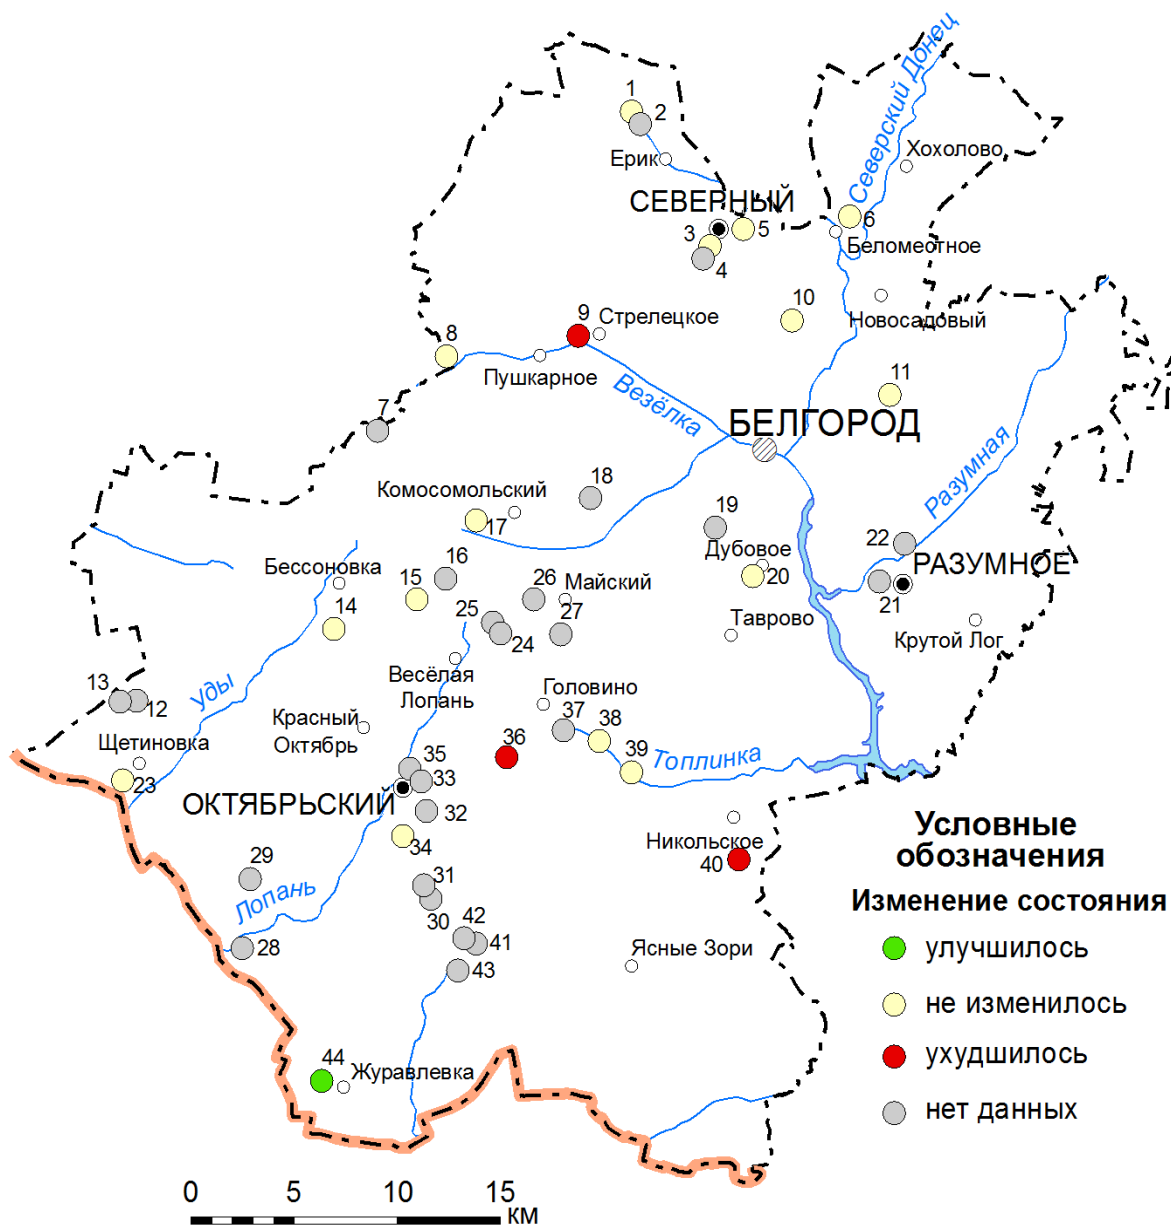 1
2
Ерик
Северский Донец
Хохолово
СЕВЕРНЫЙ
3
5
6
4
Беломестное
10
Новосадовый
9
Стрелецкое
8
Пушкарное
Везёлка
11
7
БЕЛГОРОД
Разумная
18
Комосомольский
17
19
Дубовое
20
22
РАЗУМНОЕ
21
Бессоновка
16
15
14
26
Майский
25
24
27
Таврово
Крутой Лог
Весёлая
Лопань
13
12
Уды
Щетиновка
23
Красный
Октябрь
Головино
37
38
39
Топлинка
36
35
33
ОКТЯБРЬСКИЙ
32
34
Никольское
40
29
Лопань
31
30
28
42
41
43
Ясные Зори
44
Журавлевка
Условные
обозначения
Изменение состояния
улучшилось
не изменилось
ухудшилось
нет данных
0 5 10 15
км